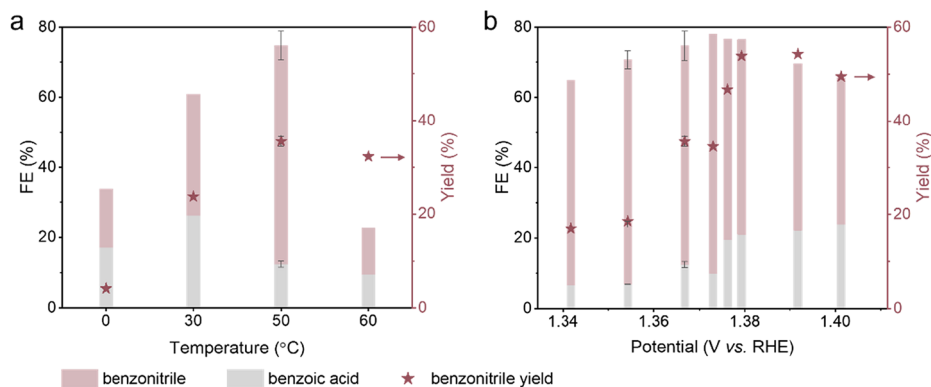 a
80
60
40
20
0
FE (%)
60
40
20
0
Yield (%)
0 30 50 60
Temperature (°C)
b
80
60
40
20
0
FE (%)
60
40
20
0
Yield (%)
1.34 1.36 1.38 1.40
Potential (V vs. RHE)
benzonitrile benzoic acid benzonitrile yield